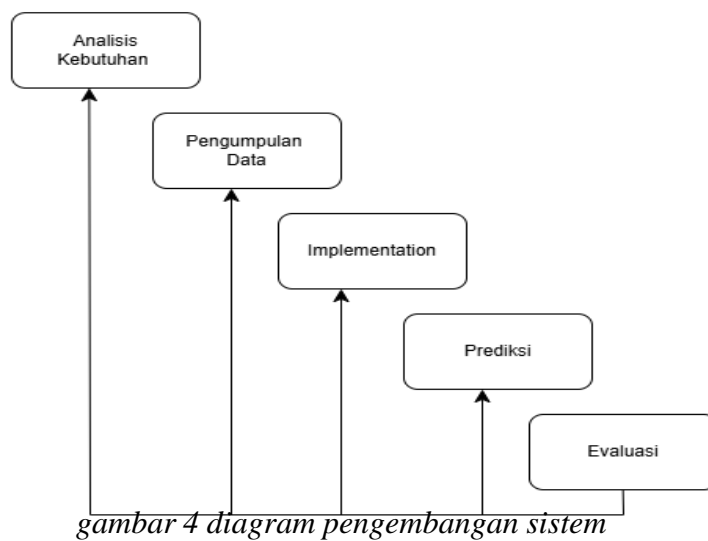 Analisis
Kebutuhan
Pengumpulan
Data
Implementation
Prediksi
Evaluasi
gambar 4 diagram pengembangan sistem